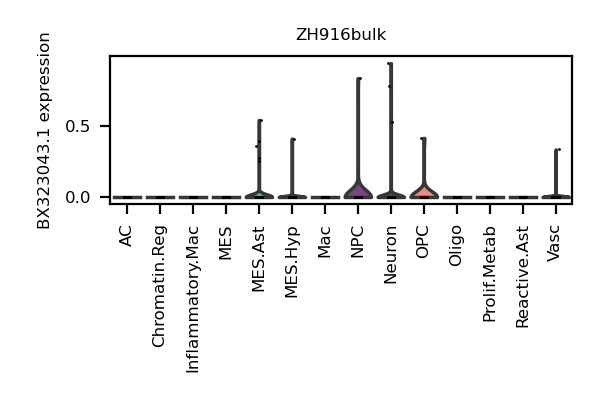 ZH916bulk
BX323043.1 expression
0.5
0.0
AC
Chromatin.Reg
Inflammatory.Mac
MES
MES.Ast
MES.Hyp
Mac
NPC
Neuron
OPC
Oligo
Prolif.Metab
Reactive.Ast
Vasc